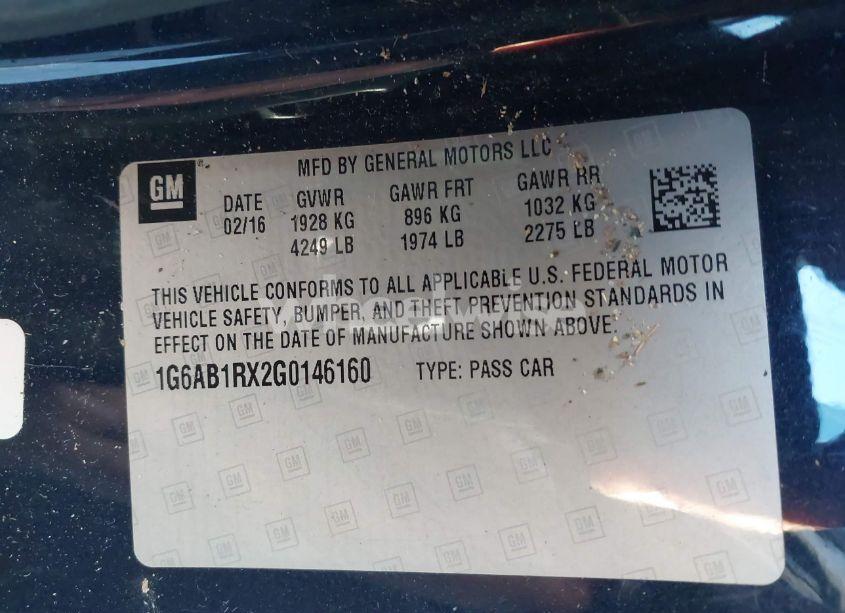 GM
MFD BY GENERAL MOTORS LLC
DATE GVWR GAWR FRT GAWR RR
02/16 1928 KG 896 KG 1032 KG
4249 LB 1974 LB 2275 LB
THIS VEHICLE CONFORMS TO ALL APPLICABLE U.S. FEDERAL MOTOR
VEHICLE SAFETY, BUMPER, AND THEFT PREVENTION STANDARDS IN
EFFECT ON THE DATE OF MANUFACTURE SHOWN ABOVE.
1G6AB1RX2G0146160 TYPE: PASS CAR